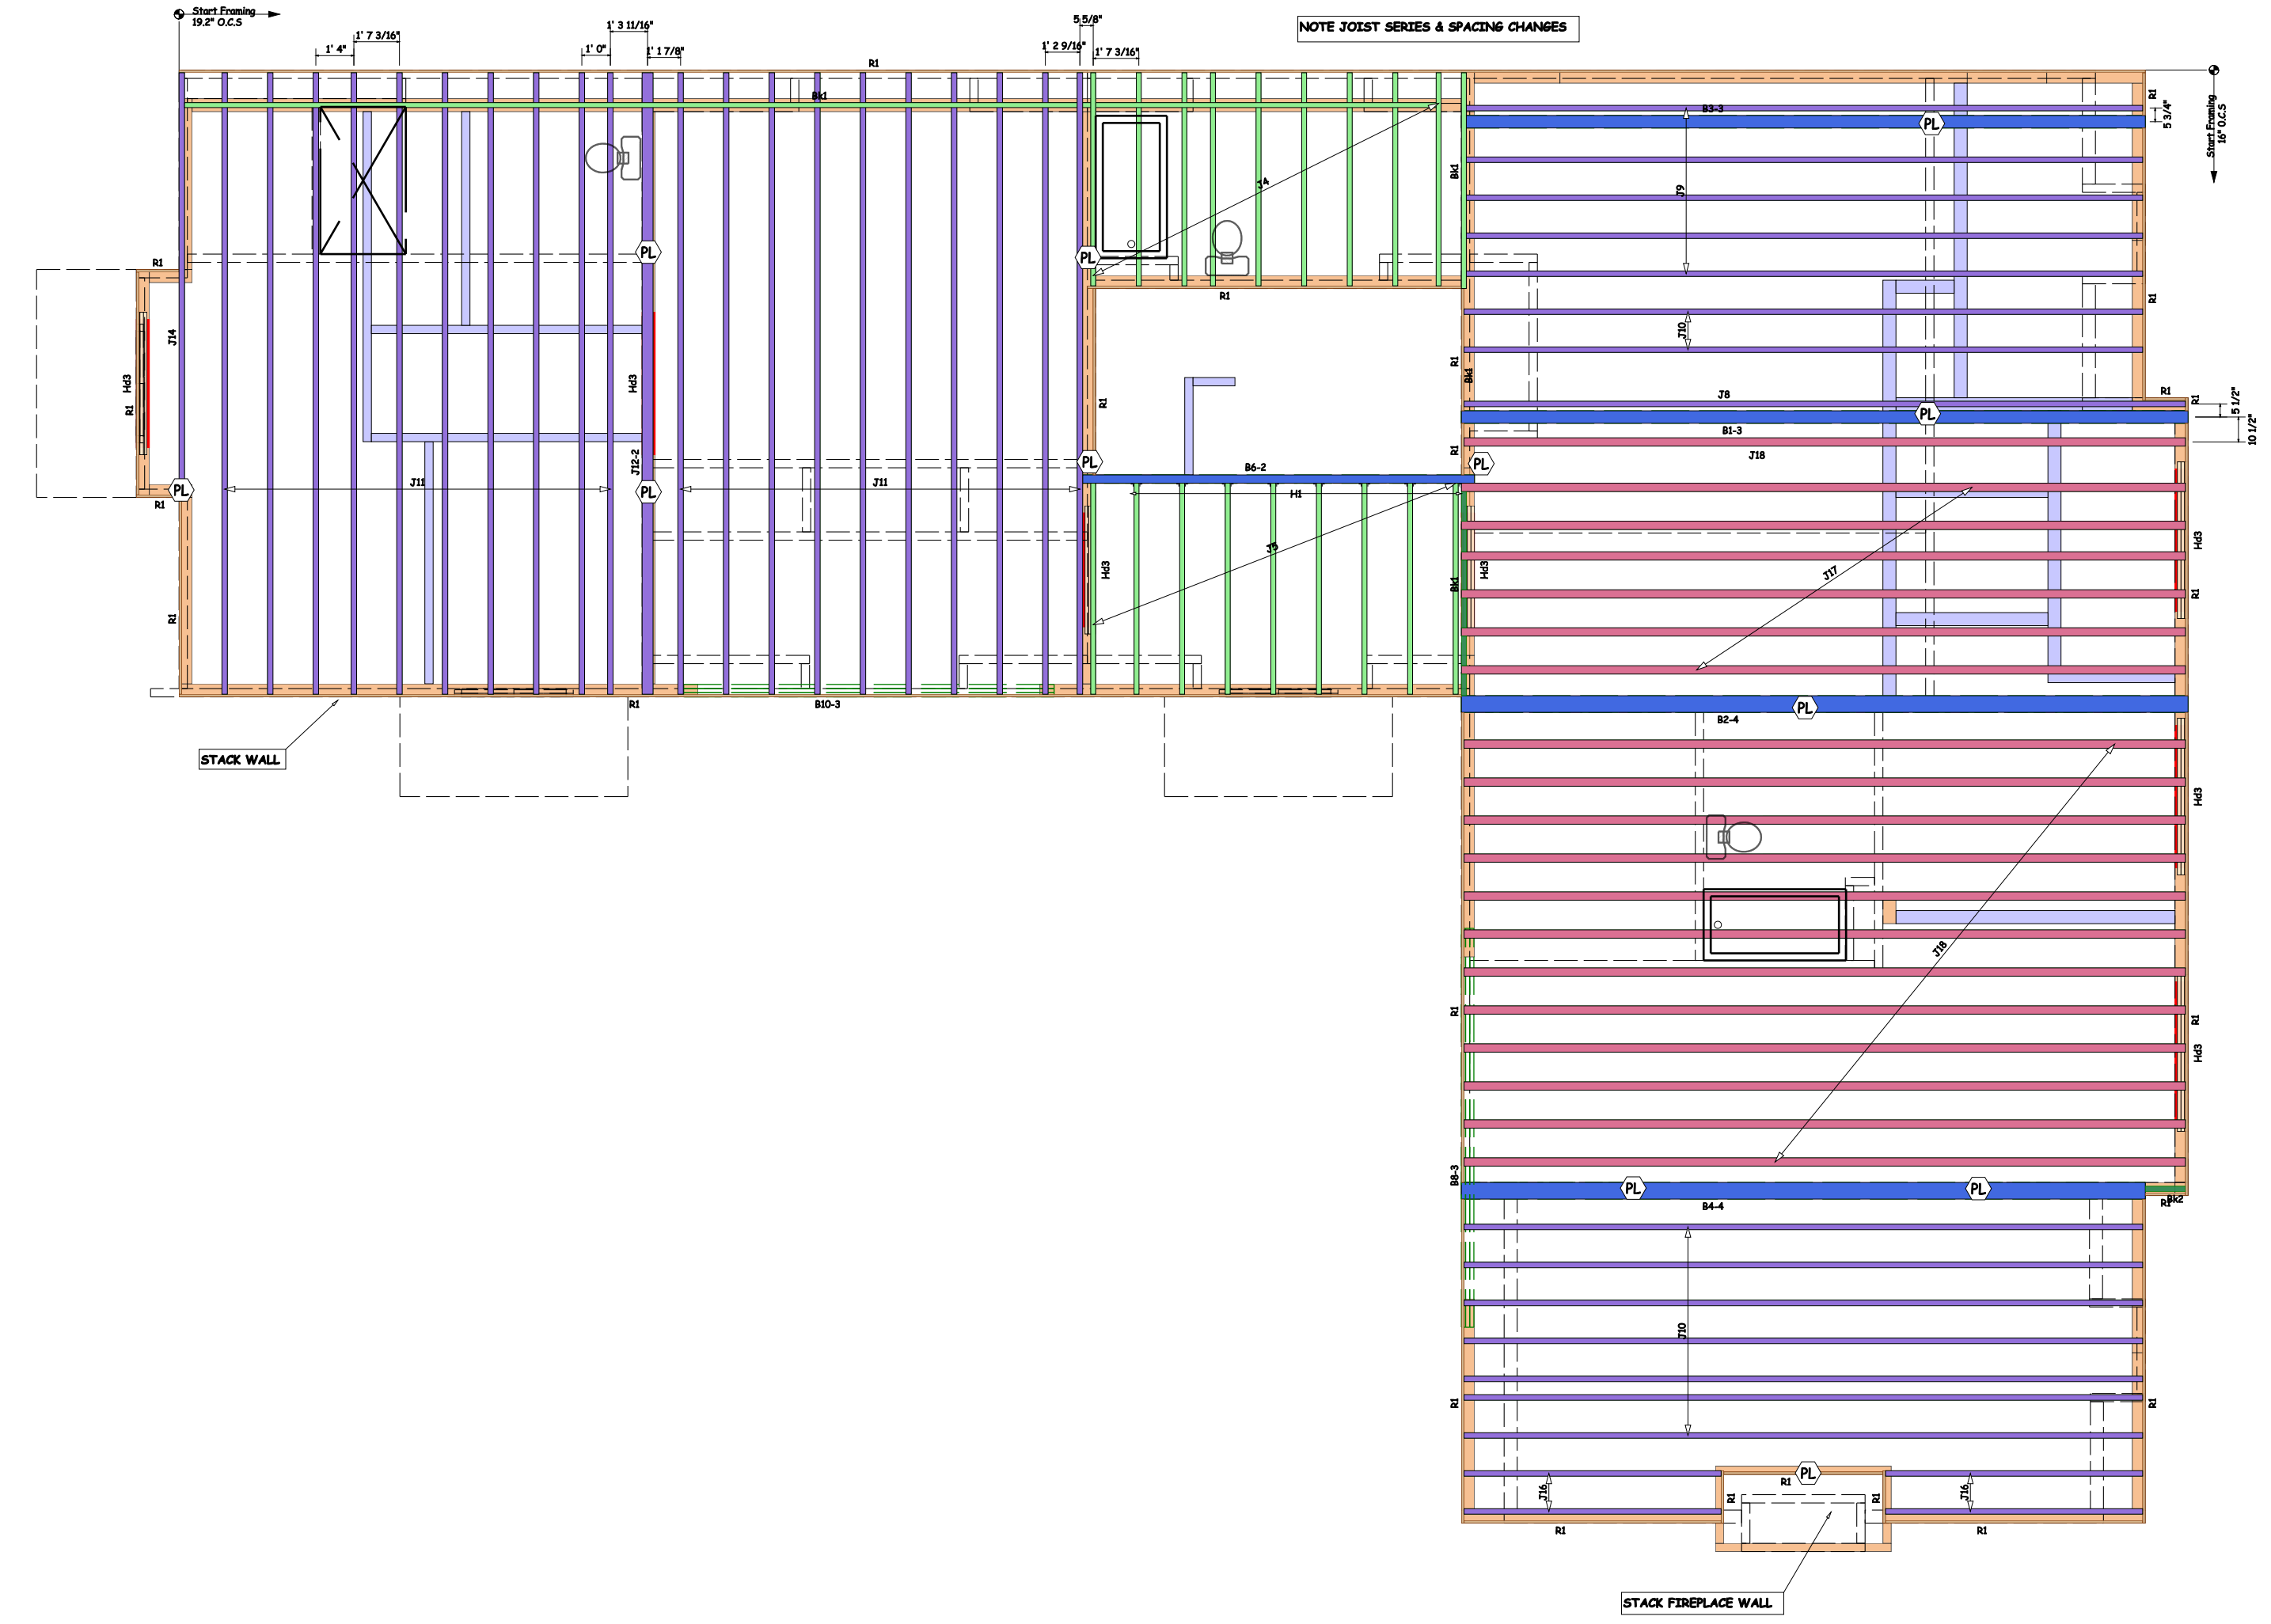 Start Framing
19.2" O.C.S
1' 4"
1' 7 3/16"
1' 0"
1' 3 11/16"
1' 1 7/8"
1' 2 9/16"
5 5/8"
1' 7 3/16"
NOTE JOIST SERIES & SPACING CHANGES
R1
Bk1
B3-3
PL
R1
5 3/4"
Start Framing
16" O.C.S
J4
Bk1
J9
PL
PL
R1
R1
R1
J14
Hd3
R1
Hd3
R1
R1
Bk1
J10
R1
J8
PL
R1
R1
5 1/2"
10 1/2"
B1-3
J18
R1
J12-2
PL
PL
B6-2
PL
PL
J11
J11
H1
R1
R1
J5
Hd3
Bk1
Hd3
J17
Hd3
R1
R1
B10-3
PL
B2-4
STACK WALL
Hd3
J18
R1
R1
Hd3
B8-3
PL
PL
B4-4
Bk2
R1
J10
R1
R1
PL
R1
J16
R1
R1
J16
R1
R1
STACK FIREPLACE WALL